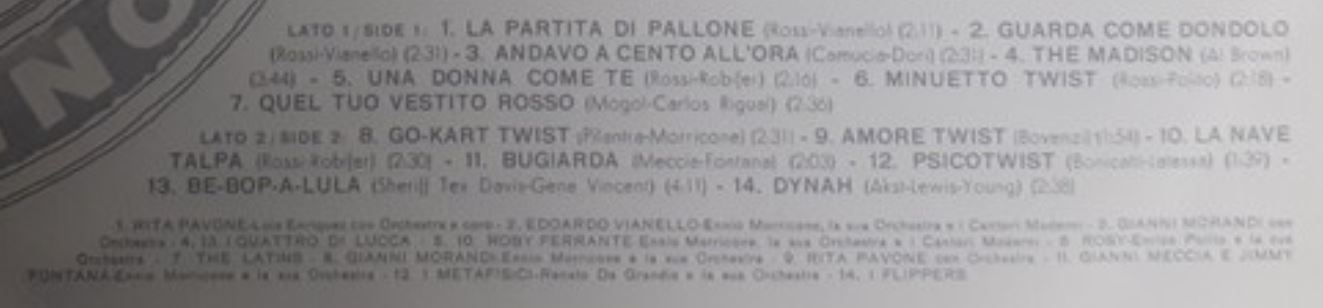 NO
LATO 1/SIDE 1: 1. LA PARTITA DI PALLONE (Rossi-Vianello) (2.11) - 2. GUARDA COME DONDOLO
(Rossi-Vianello) (2:31) - 3. ANDAVO A CENTO ALL'ORA (Camucia-Dori) (2:31) - 4. THE MADISON (Al Brown)
(3:44) - 5. UNA DONNA COME TE (Rossi-Rob(fer) (2:16) - 6. MINUETTO TWIST (Rossi-Polito) (2:18) -
7. QUEL TUO VESTITO ROSSO (Mogol-Carlos Rigual) (2:36)
LATO 2/SIDE 2: 8. GO-KART TWIST (Pilantra-Morricone) (2:31) - 9. AMORE TWIST (Bovenzi) (1:54) - 10. LA NAVE
TALPA (Rossi-Rob(fer) (2:30) - 11. BUGIARDA (Meccia-Fontana) (2:03) - 12. PSICOTWIST (1:39) -
13. BE-BOP-A-LULA (Sheriff Tex Davis-Gene Vincent) (4:11) - 14. DYNAH (Akst-Lewis-Young) (2:38)
1. RITA PAVONE-Luis Enriquez con Orchestra e coro - 2. EDOARDO VIANELLO-Ennio Morricone, la sua Orchestra e i Cantori Moderni - 3. GIANNI MORANDI con
Orchestra - 4, 13. I QUATTRO DI LUCCA - 5, 10. ROBY FERRANTE Ennio Morricone, la sua Orchestra e i Cantori Moderni - 6. ROBY-Enrico Polito e la sua
Orchestra - 7. THE LATINS - 8. GIANNI MORANDI-Ennio Morricone e la sua Orchestra - 9. RITA PAVONE con Orchestra - 11. GIANNI MECCIA E JIMMY
FONTANA-Ennio Morricone e la sua Orchestra - 12. I METAFISICI-Renato De Grandis e la sua Orchestra - 14. I FLIPPERS